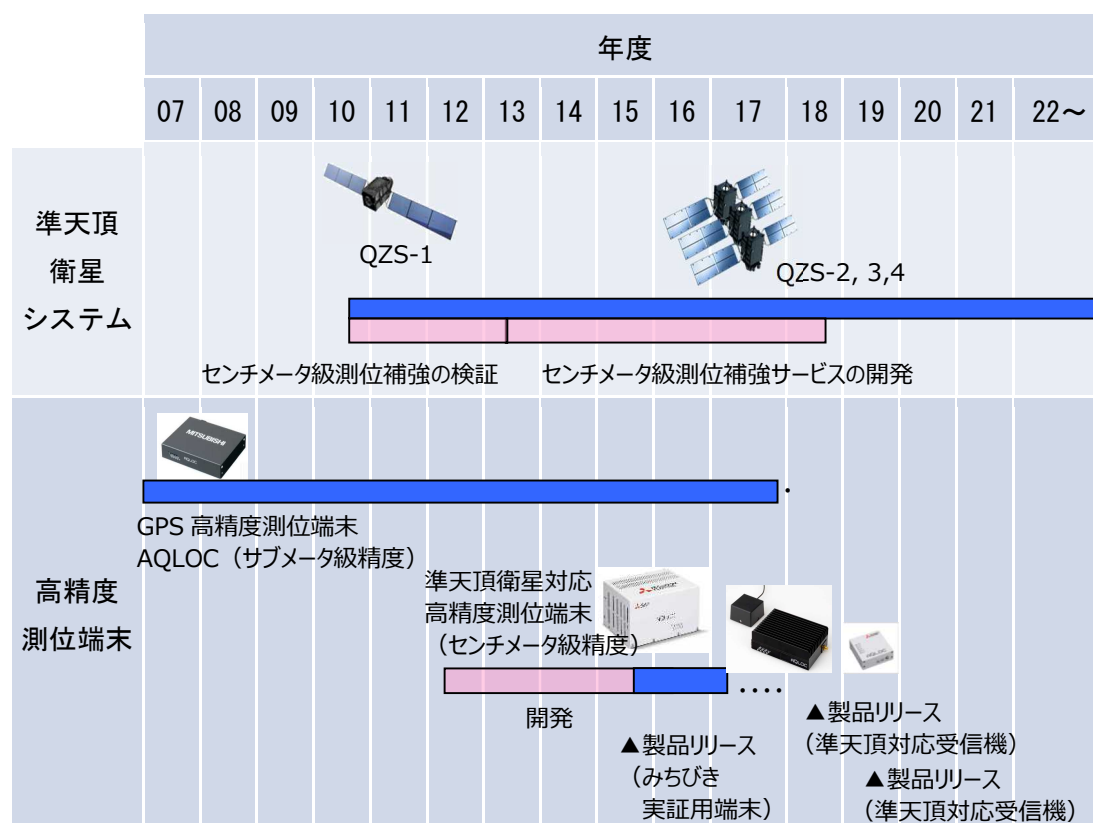 年度
07 08 09 10 11 12 13 14 15 16 17 18 19 20 21 22～
準天頂
衛星
システム
QZS-1
QZS-2, 3,4
センチメータ級測位補強の検証
センチメータ級測位補強サービスの開発
高精度
測位端末
MITSUBISHI
AQLOC
GPS 高精度測位端末
AQLOC（サブメータ級精度）
準天頂衛星対応
高精度測位端末
（センチメータ級精度）
開発
AQLOC
AQLOC
▲製品リリース
（みちびき
実証用端末）
▲製品リリース
（準天頂対応受信機）
▲製品リリース
（準天頂対応受信機）